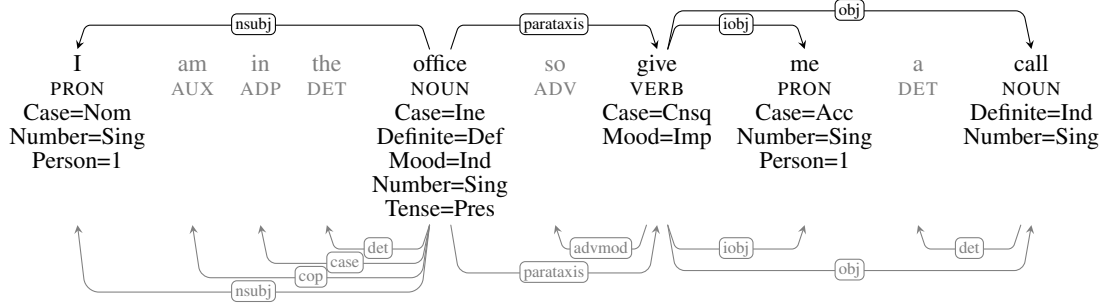 obj
nsubj parataxis iobj
I am in the office so give me a call
PRON AUX ADP DET NOUN ADV VERB PRON DET NOUN
Case=Nom Case=Ine Case=Cnsq Case=Acc Definite=Ind
Number=Sing Definite=Def Mood=Imp Number=Sing Number=Sing
Person=1 Mood=Ind Person=1
Number=Sing
Tense=Pres
det advmod iobj det
case
cop parataxis obj
nsubj